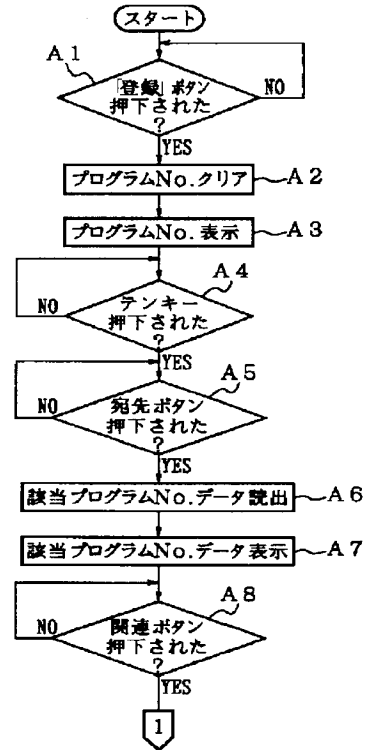 スタート
A1
「登録」ボタン
押下された
?
NO
YES
プログラムNo.クリア
A2
プログラムNo.表示
A3
A4
テンキー
押下された
?
NO
YES
A5
宛先ボタン
押下された
?
NO
YES
該当プログラムNo.データ読出
A6
該当プログラムNo.データ表示
A7
A8
関連ボタン
押下された
?
NO
YES
1